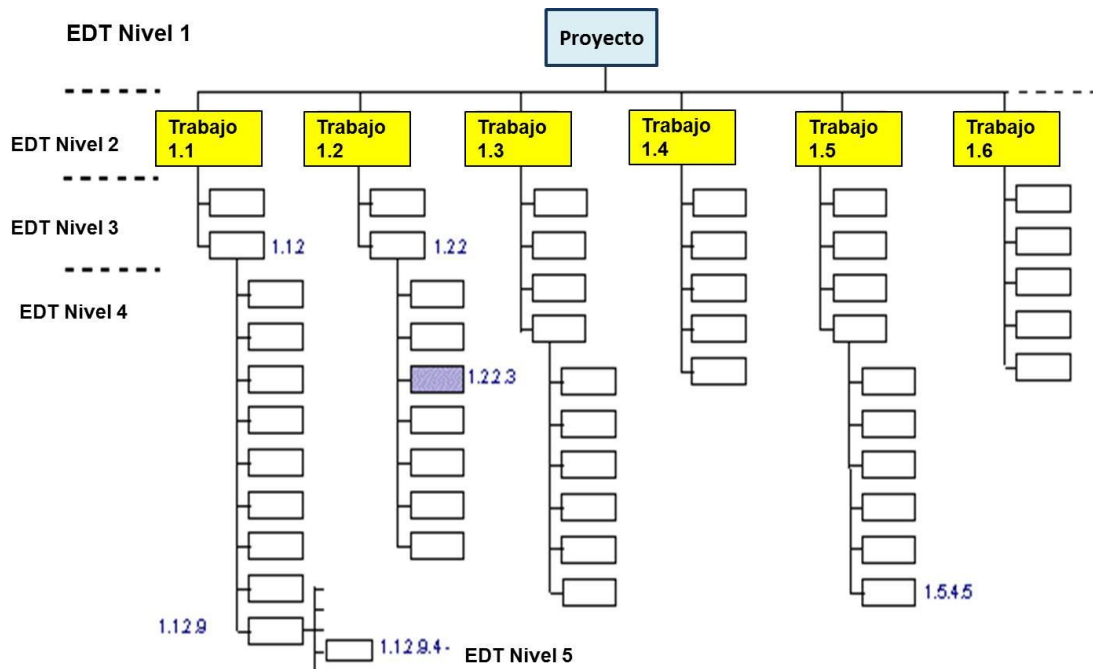 EDT Nivel 1
Proyecto
EDT Nivel 2
Trabajo
1.1
Trabajo
1.2
Trabajo
1.3
Trabajo
1.4
Trabajo
1.5
Trabajo
1.6
EDT Nivel 3
1.1.2
1.2.2
EDT Nivel 4
1.2.2.3
1.5.4.5
1.1.2.9
1.1.2.9.4 -
EDT Nivel 5